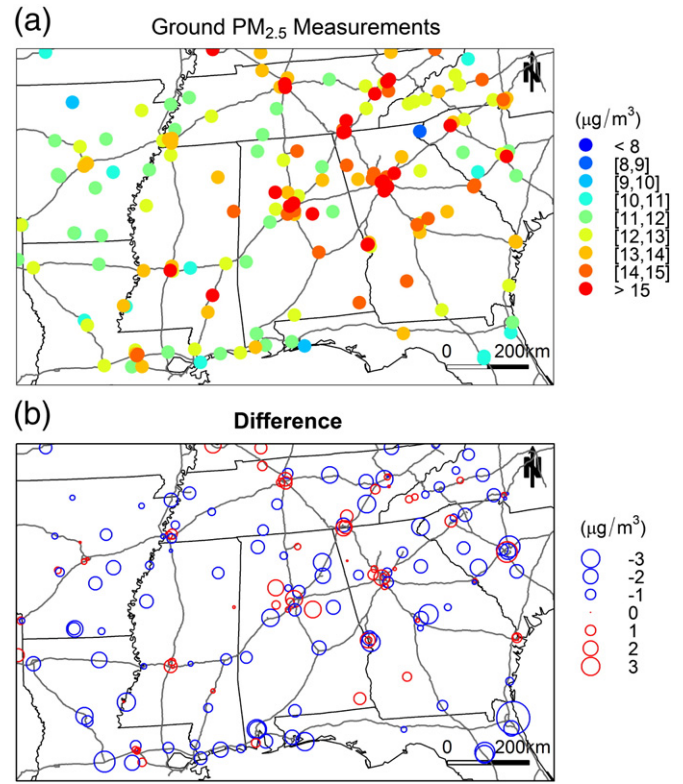 (a)
Ground PM2.5 Measurements
N
(μg/m³)
< 8
[8,9]
[9,10]
[10,11]
[11,12]
[12,13]
[13,14]
[14,15]
> 15
0 200km
(b)
Difference
N
(μg/m³)
-3
-2
-1
0
1
2
3
0 200km